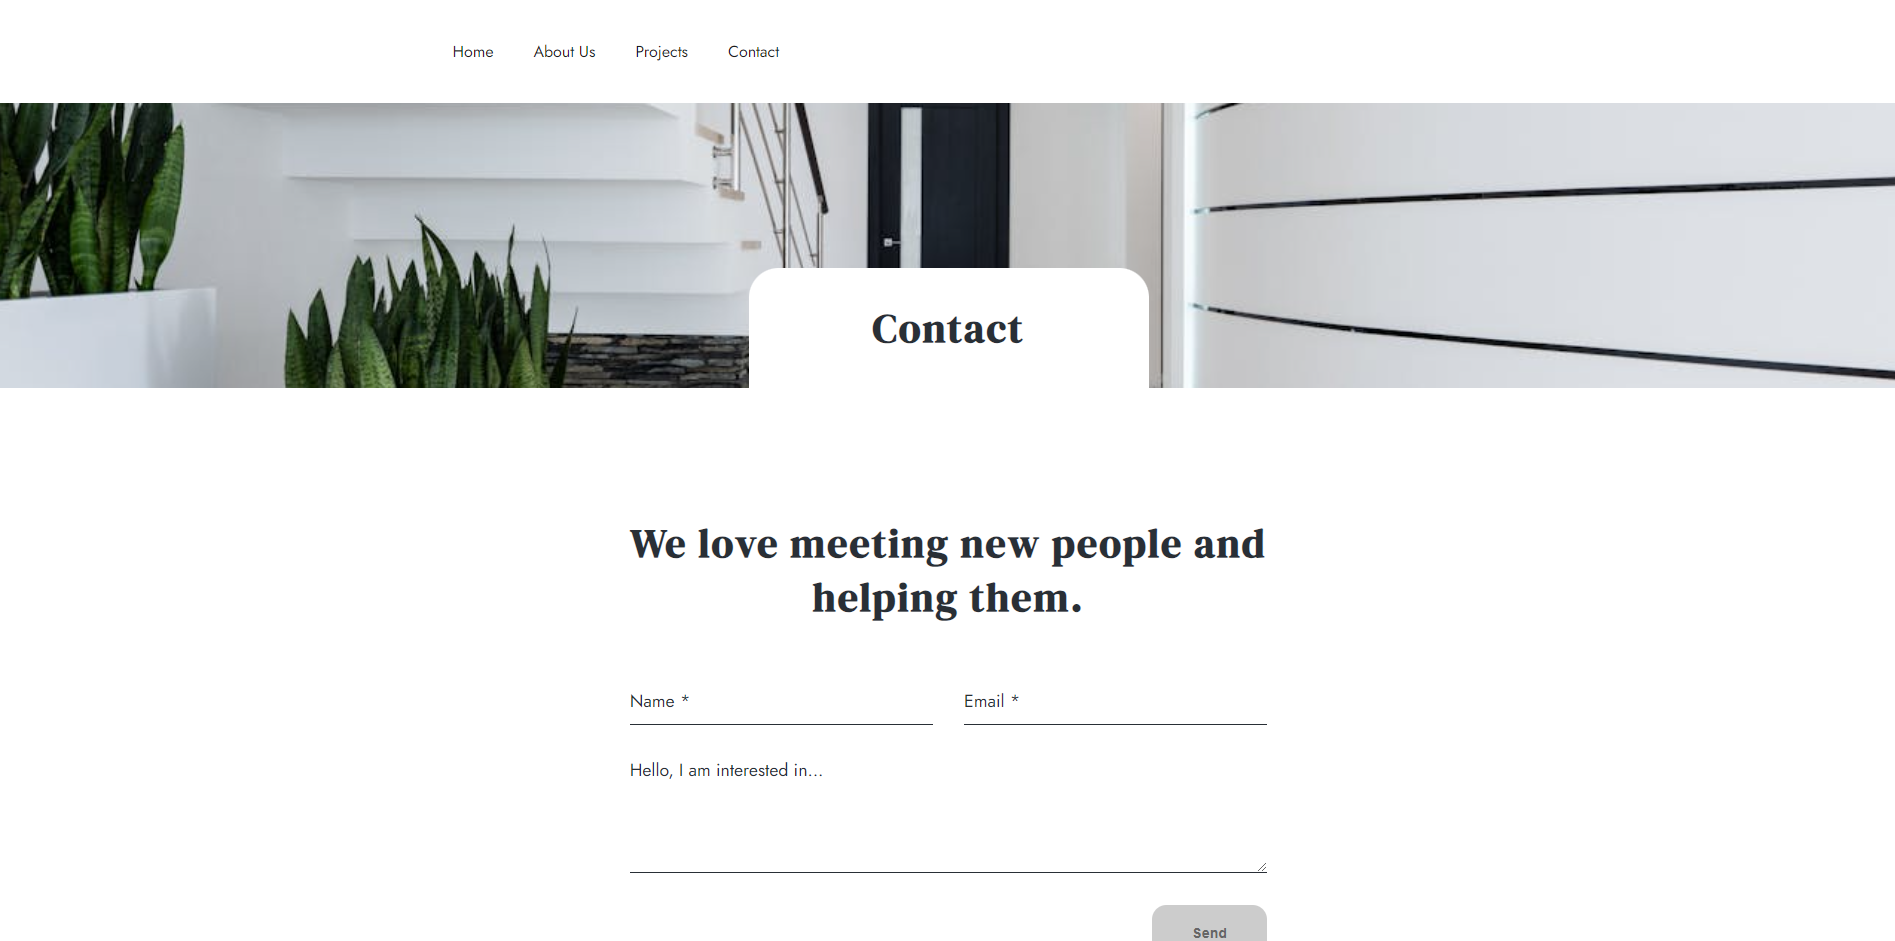 Home About Us Projects Contact
Contact
We love meeting new people and
helping them.
Name * Email *
Hello, I am interested in...
Send